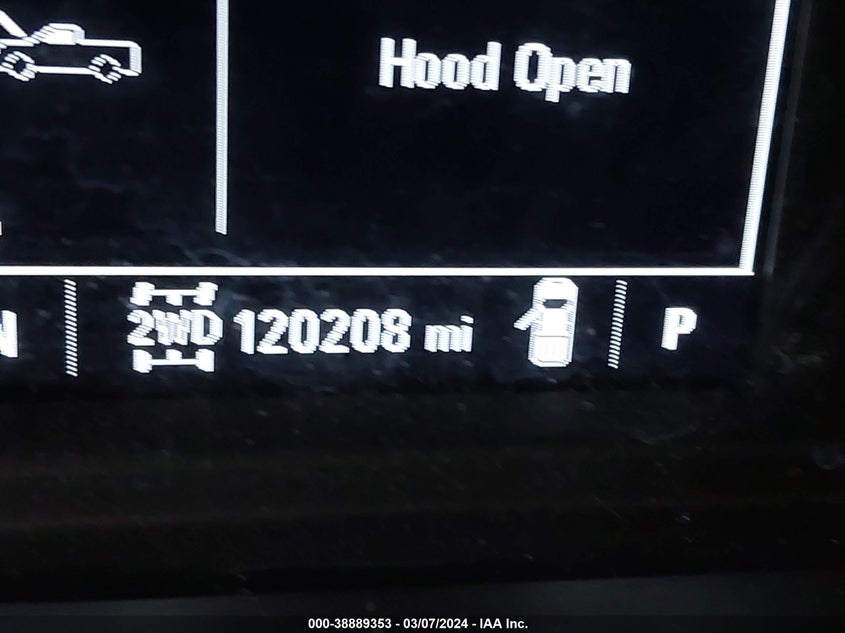 Hood Open
N
2WD 120208 mi P
000-38889353 - 03/07/2024 - IAA Inc.